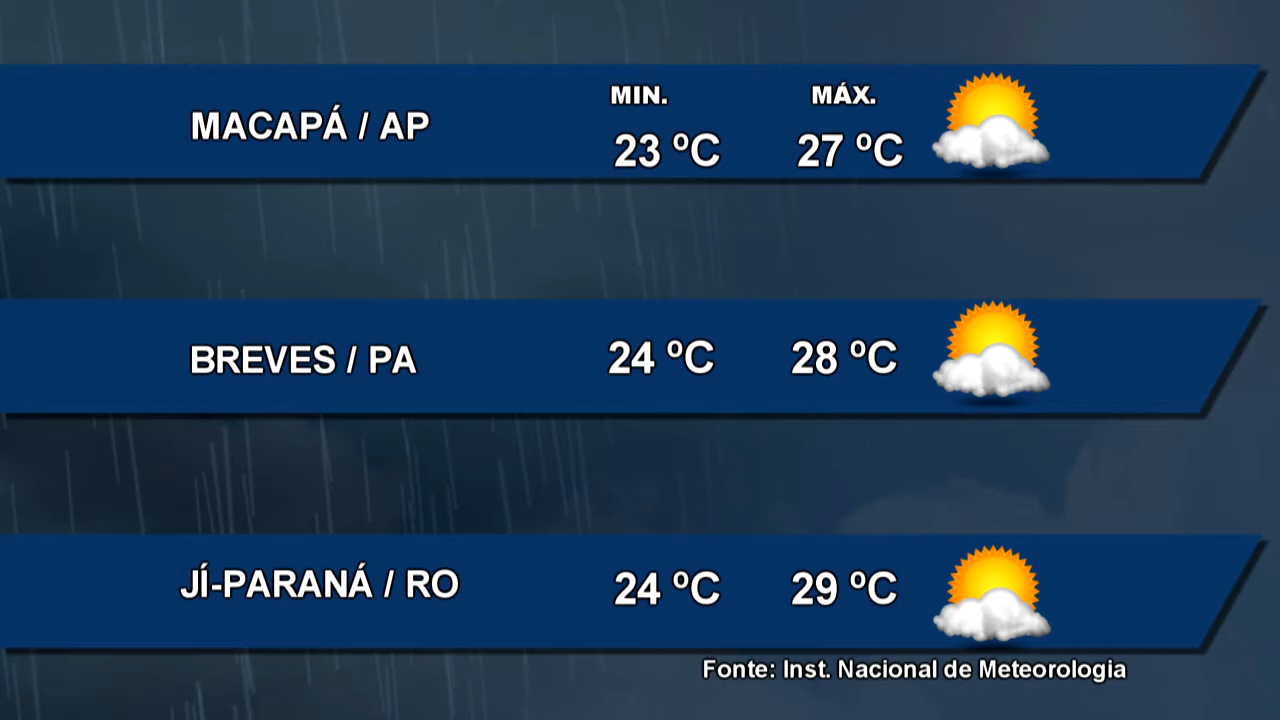 MIN. MÁX.
MACAPÁ / AP 23 ºC 27 ºC
BREVES / PA 24 ºC 28 ºC
JÍ-PARANÁ / RO 24 ºC 29 ºC
Fonte: Inst. Nacional de Meteorologia